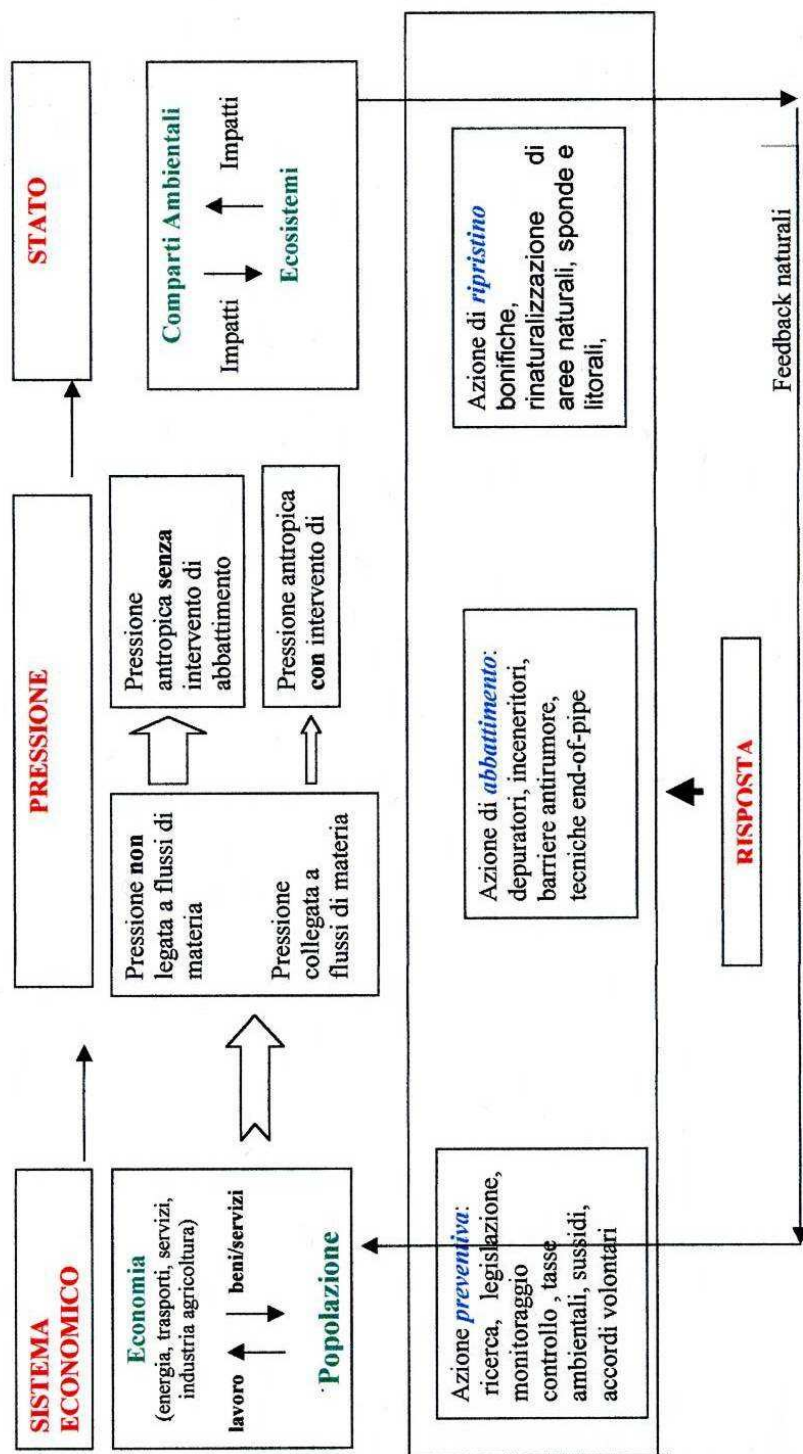 SISTEMA
ECONOMICO
PRESSIONE
STATO
Economia
(energia, trasporti, servizi,
industria agricoltura)
lavoro
beni/servizi
Popolazione
Pressione non
legata a flussi di
materia
Pressione
collegata a
flussi di materia
Pressione
antropica senza
intervento di
abbattimento
Pressione antropica
con intervento di
Comparti Ambientali
Impatti
Impatti
Ecosistemi
Azione preventiva:
ricerca, legislazione,
monitoraggio
controllo , tasse
ambientali, sussidi,
accordi volontari
Azione di abbattimento:
depuratori, inceneritori,
barriere antirumore,
tecniche end-of-pipe
Azione di ripristino
bonifiche,
rinaturalizzazione di
aree naturali, sponde e
litorali,
RISPOSTA
Feedback naturali